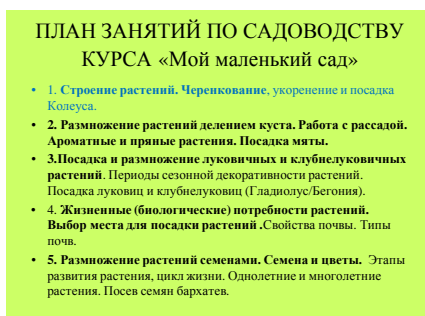 ПЛАН ЗАНЯТИЙ ПО САДОВОДСТВУ
КУРСА «Мой маленький сад»
• 1. Строение растений. Черенкование, укоренение и посадка
Колеуса.
• 2. Размножение растений делением куста. Работа с рассадой.
Ароматные и пряные растения. Посадка мяты.
• 3.Посадка и размножение луковичных и клубнелуковичных
растений. Периоды сезонной декоративности растений.
Посадка луковиц и клубнелуковиц (Гладиолус/Бегония).
• 4. Жизненные (биологические) потребности растений.
Выбор места для посадки растений .Свойства почвы. Типы
почв.
• 5. Размножение растений семенами. Семена и цветы. Этапы
развития растения, цикл жизни. Однолетние и многолетние
растения. Посев семян бархатев.